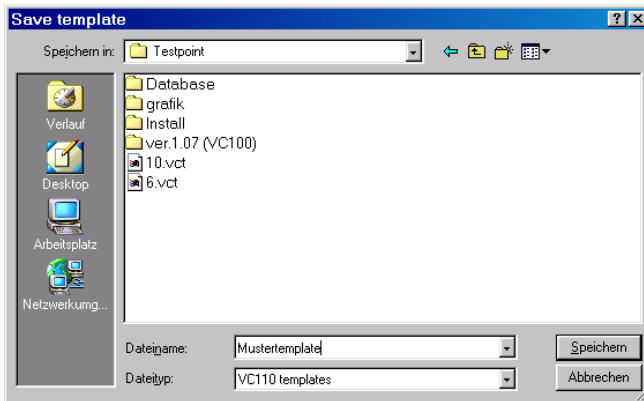 Save template
Speichern in: Testpoint
Database
grafik
Install
ver.1.07 (VC100)
10.vct
6.vct
Verlauf
Desktop
Arbeitsplatz
Netzwerkumg...
Dateiname: Mustertemplate Speichern
Dateityp: VC110 templates Abbrechen